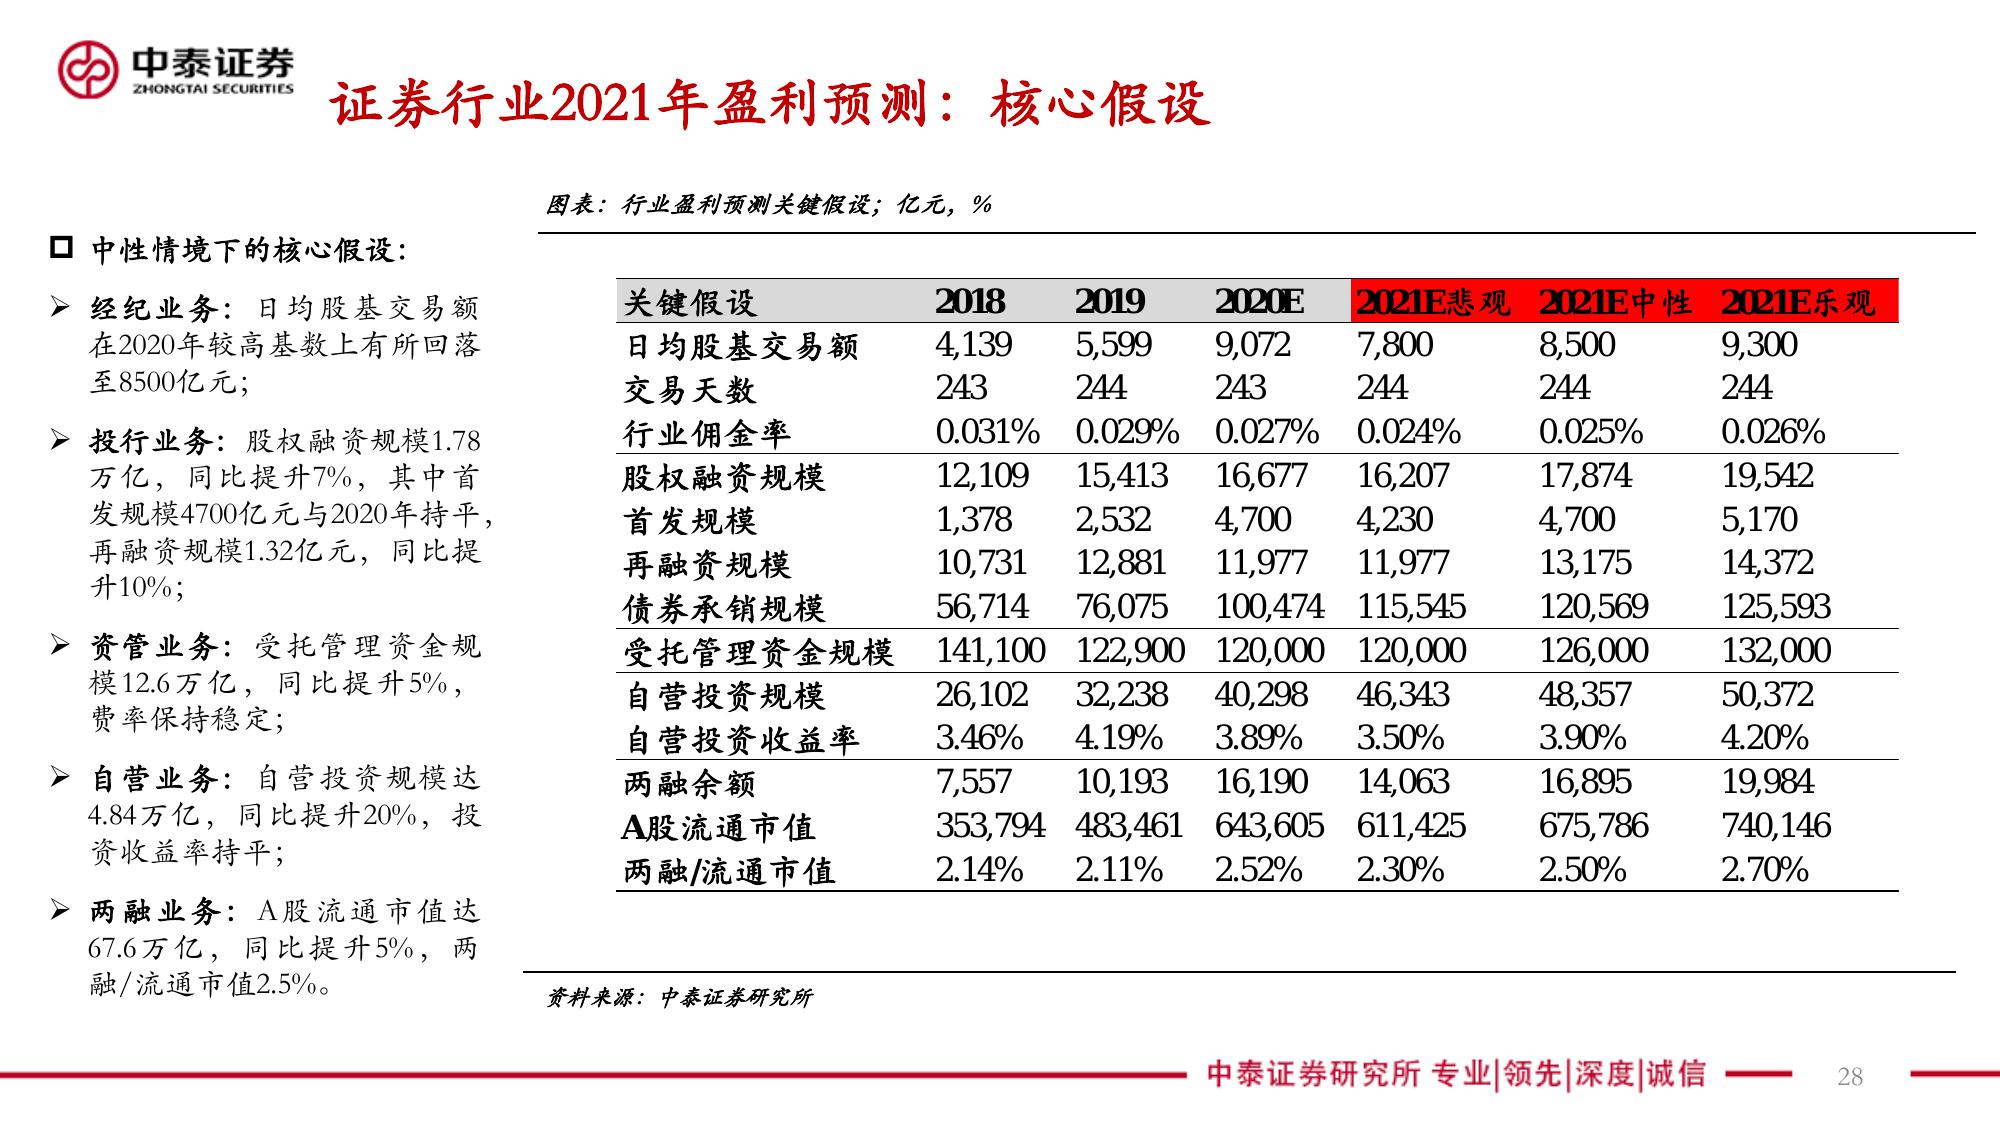 中泰证券
ZHONGTAI SECURITIES
证券行业2021年盈利预测：核心假设
图表：行业盈利预测关键假设；亿元，%
中性情境下的核心假设：
经纪业务：日均股基交易额
在2020年较高基数上有所回落
至8500亿元；
投行业务：股权融资规模1.78
万亿，同比提升7%，其中首
发规模4700亿元与2020年持平，
再融资规模1.32亿元，同比提
升10%；
资管业务：受托管理资金规
模12.6万亿，同比提升5%，
费率保持稳定；
自营业务：自营投资规模达
4.84万亿，同比提升20%，投
资收益率持平；
两融业务：A股流通市值达
67.6万亿，同比提升5%，两
融/流通市值2.5%。
关键假设 2018 2019 2020E 2021E悲观 2021E中性 2021E乐观
日均股基交易额 4,139 5,599 9,072 7,800 8,500 9,300
交易天数 243 244 243 244 244 244
行业佣金率 0.031% 0.029% 0.027% 0.024% 0.025% 0.026%
股权融资规模 12,109 15,413 16,677 16,207 17,874 19,542
首发规模 1,378 2,532 4,700 4,230 4,700 5,170
再融资规模 10,731 12,881 11,977 11,977 13,175 14,372
债券承销规模 56,714 76,075 100,474 115,545 120,569 125,593
受托管理资金规模 141,100 122,900 120,000 120,000 126,000 132,000
自营投资规模 26,102 32,238 40,298 46,343 48,357 50,372
自营投资收益率 3.46% 4.19% 3.89% 3.50% 3.90% 4.20%
两融余额 7,557 10,193 16,190 14,063 16,895 19,984
A股流通市值 353,794 483,461 643,605 611,425 675,786 740,146
两融/流通市值 2.14% 2.11% 2.52% 2.30% 2.50% 2.70%
资料来源：中泰证券研究所
中泰证券研究所 专业|领先|深度|诚信
28